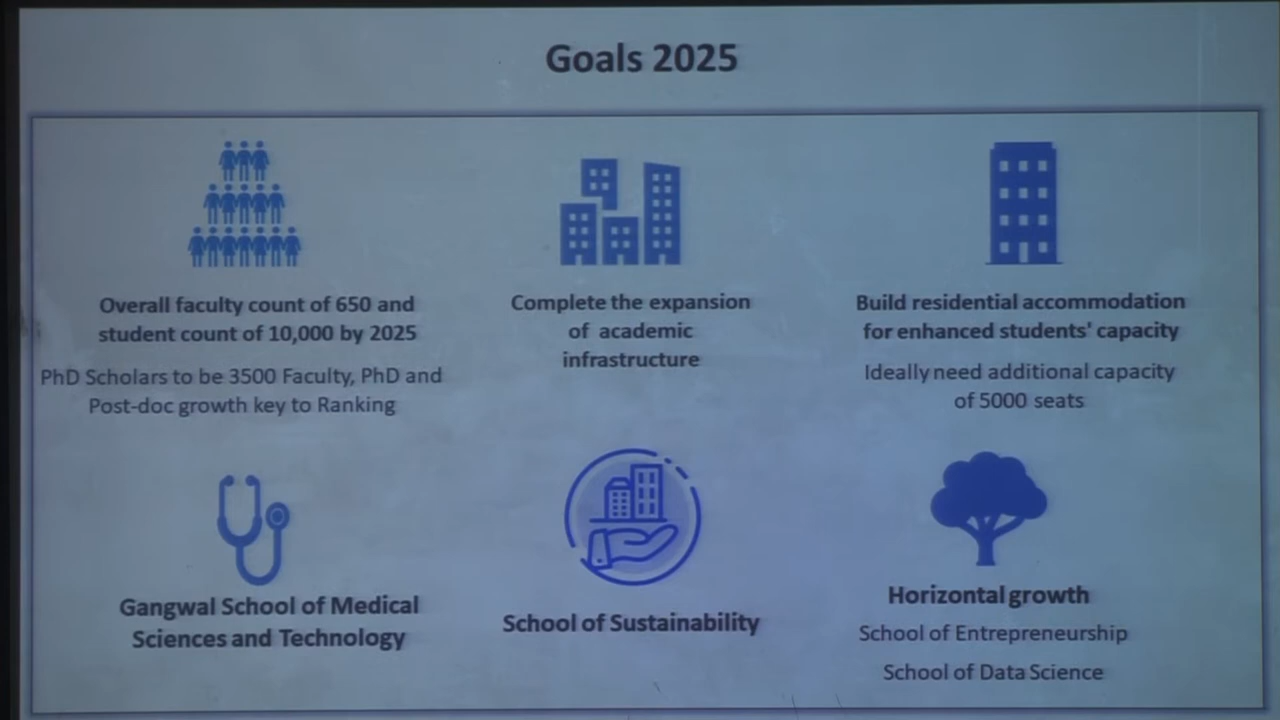 Goals 2025
Overall faculty count of 650 and
student count of 10,000 by 2025
PhD Scholars to be 3500 Faculty, PhD and
Post-doc growth key to Ranking
Complete the expansion
of academic
infrastructure
Build residential accommodation
for enhanced students' capacity
Ideally need additional capacity
of 5000 seats
Gangwal School of Medical
Sciences and Technology
School of Sustainability
Horizontal growth
School of Entrepreneurship
School of Data Science